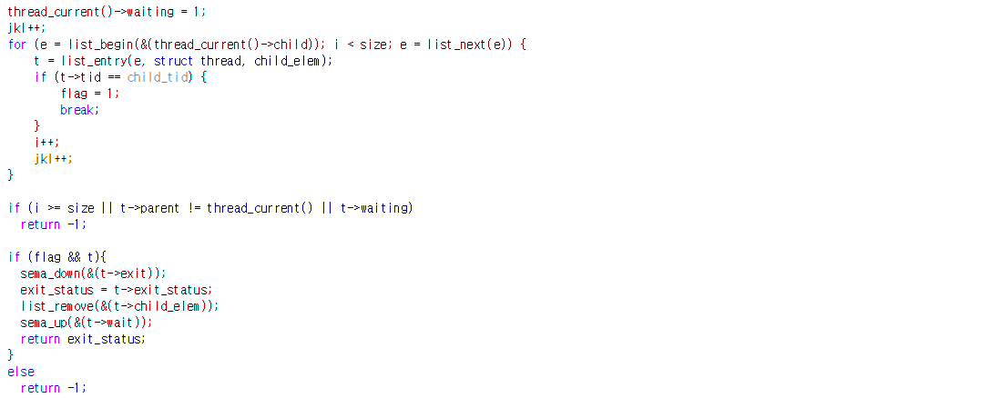 thread_current()->waiting = 1;
jkl++;
for (e = list_begin(&(thread_current()->child)); i < size; e = list_next(e)) {
    t = list_entry(e, struct thread, child_elem);
    if (t->tid == child_tid) {
        flag = 1;
        break;
    }
    i++;
    jkl++;
}

if (i >= size || t->parent != thread_current() || t->waiting)
  return -1;

if (flag && t){
  sema_down(&(t->exit));
  exit_status = t->exit_status;
  list_remove(&(t->child_elem));
  sema_up(&(t->wait));
  return exit_status;
}
else
  return -1;